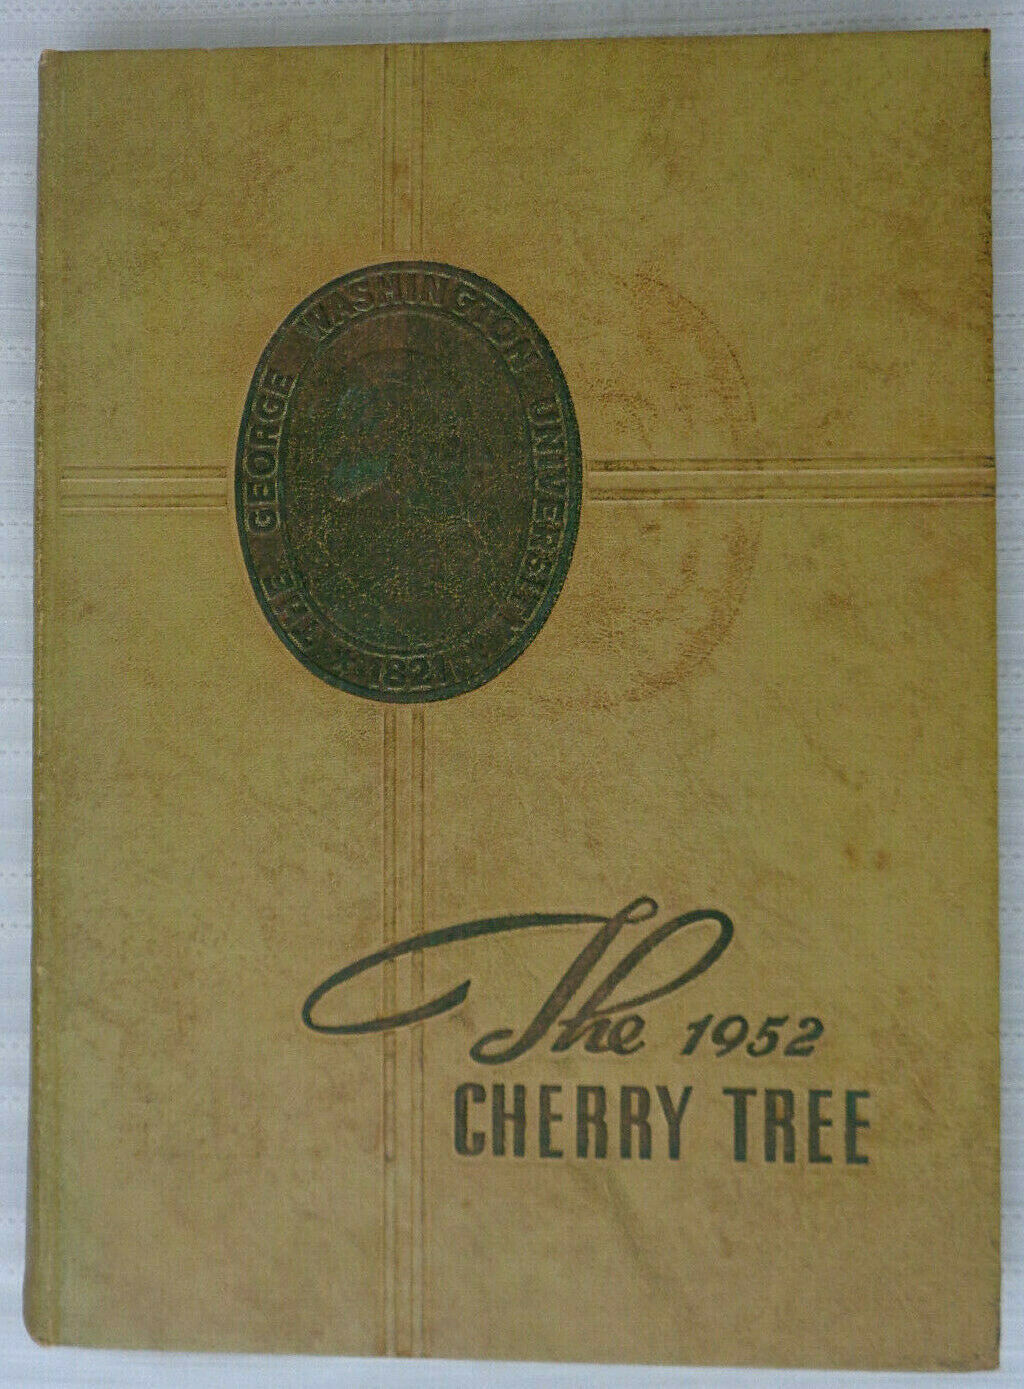 THE GEORGE WASHINGTON UNIVERSITY
1821
The 1952
CHERRY TREE